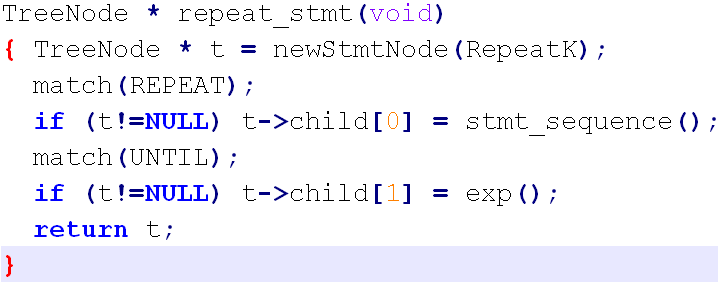 TreeNode * repeat_stmt(void)
{ TreeNode * t = newStmtNode(RepeatK);
  match(REPEAT);
  if (t!=NULL) t->child[0] = stmt_sequence();
  match(UNTIL);
  if (t!=NULL) t->child[1] = exp();
  return t;
}